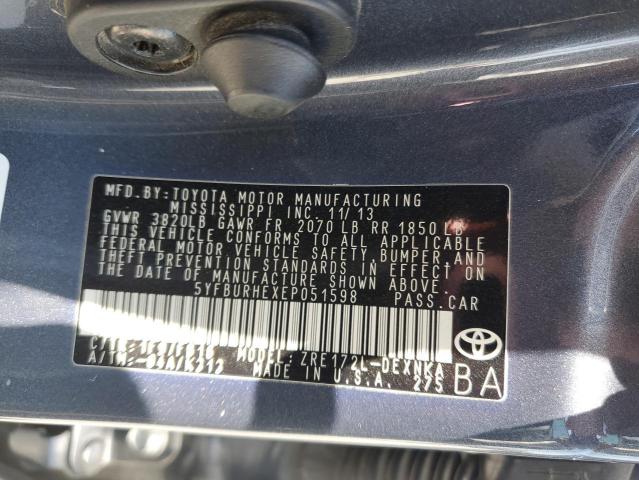 MFD. BY: TOYOTA MOTOR MANUFACTURING
MISSISSIPPI INC. 11/13
GVWR 3820LB GAWR FR 2070 LB RR 1850 LB
THIS VEHICLE CONFORMS TO ALL APPLICABLE
FEDERAL MOTOR VEHICLE SAFETY, BUMPER, AND
THEFT PREVENTION STANDARDS IN EFFECT ON
THE DATE OF MANUFACTURE SHOWN ABOVE.
5YFBURHEXEP051598 PASS. CAR
MODEL: ZRE172L-DEXNKA
MADE IN U.S.A. 275
BA